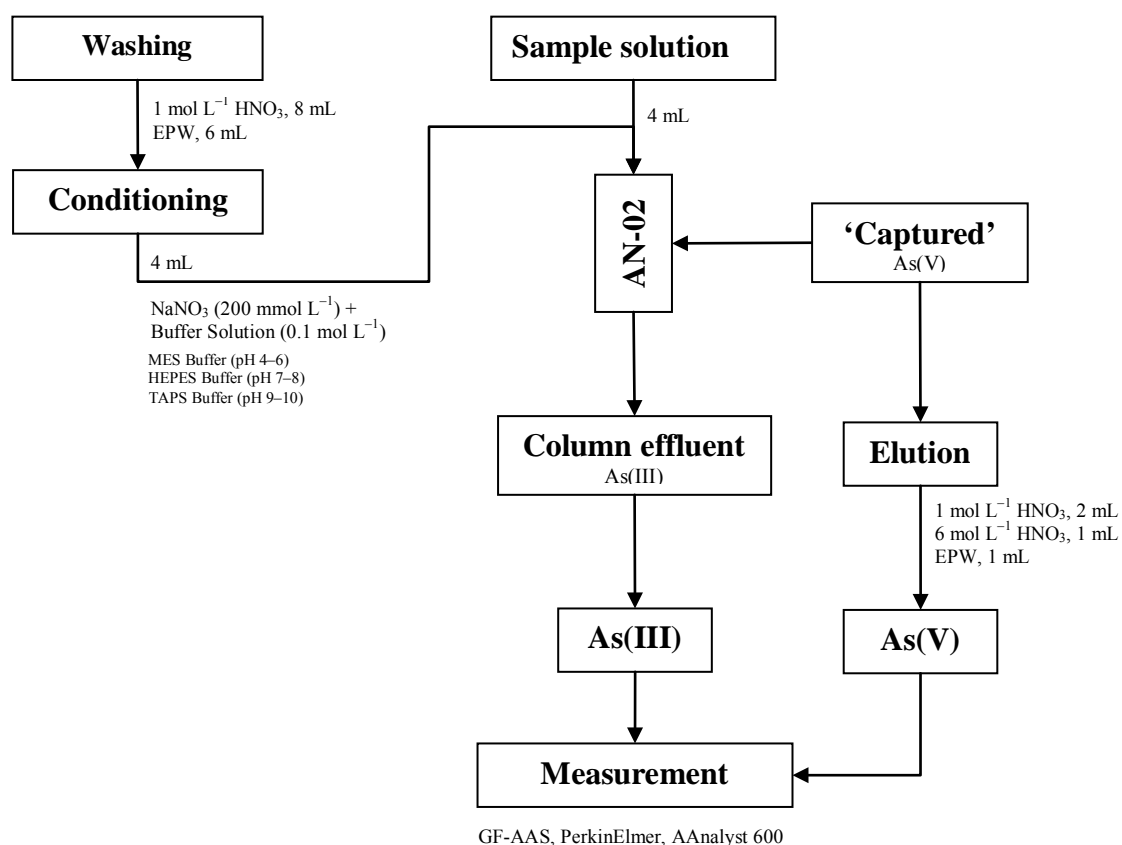 Washing
1 mol L⁻¹ HNO₃, 8 mL
EPW, 6 mL
Conditioning
4 mL
NaNO₃ (200 mmol L⁻¹) +
Buffer Solution (0.1 mol L⁻¹)
MES Buffer (pH 4–6)
HEPES Buffer (pH 7–8)
TAPS Buffer (pH 9–10)
Sample solution
4 mL
AN-02
‘Captured’
As(V)
Column effluent
As(III)
Elution
1 mol L⁻¹ HNO₃, 2 mL
6 mol L⁻¹ HNO₃, 1 mL
EPW, 1 mL
As(III)
As(V)
Measurement
GF-AAS, PerkinElmer, AAnalyst 600